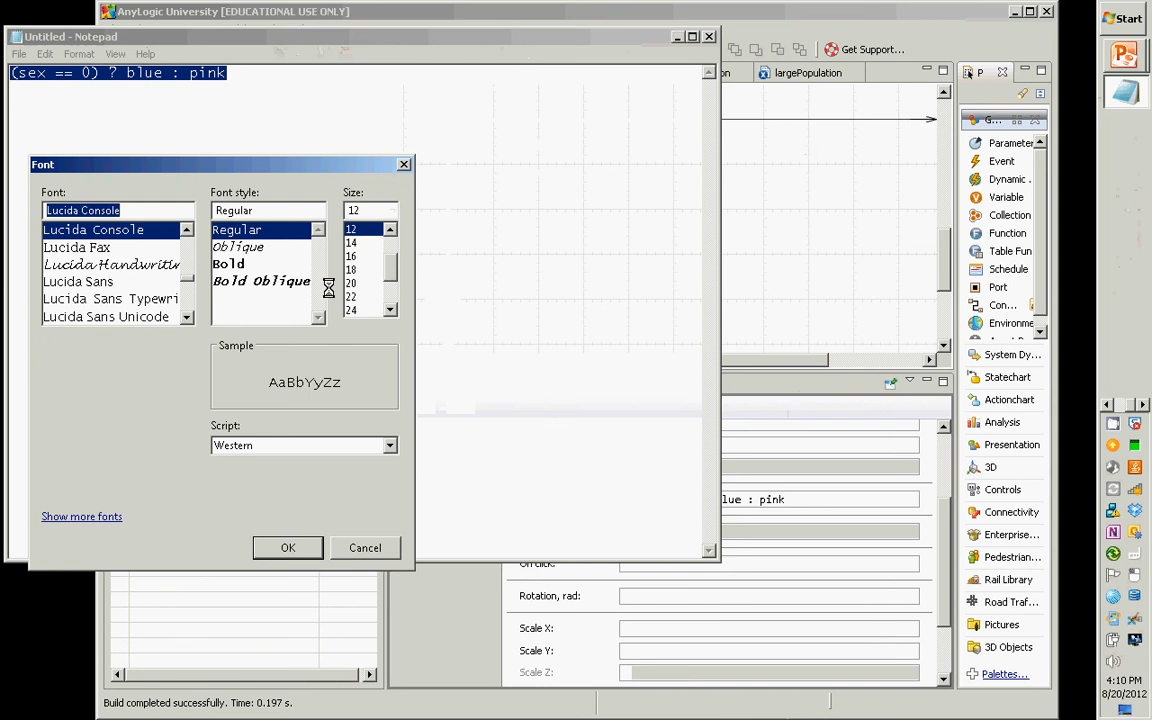 AnyLogic University [EDUCATIONAL USE ONLY]
Start
Untitled - Notepad
File Edit Format View Help
Get Support...
(sex == 0) ? blue : pink
on
largePopulation
P
G...
Parameter
Event
Dynamic .
Variable
Collection
Function
Table Fun
Schedule
Port
Con...
Environme
System Dy...
Statechart
Actionchart
Analysis
Presentation
3D
Controls
Connectivity
Enterprise...
Pedestrian...
Rail Library
Road Traf...
Pictures
3D Objects
Palettes...
Font
Font:
Font style:
Size:
Lucida Console
Regular
12
Lucida Console
Lucida Fax
Lucida Handwritin
Lucida Sans
Lucida Sans Typewri
Lucida Sans Unicode
Regular
Oblique
Bold
Bold Oblique
12
14
16
18
20
22
24
Sample
AaBbYyZz
Script:
Western
Show more fonts
OK
Cancel
lue : pink
On click:
Rotation, rad:
Scale X:
Scale Y:
Scale Z:
Build completed successfully. Time: 0.197 s.
4:10 PM
8/20/2012